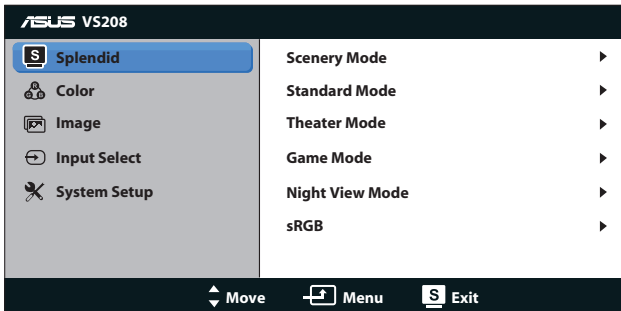 ASUS VS208
S Splendid
Color
Image
Input Select
System Setup
Scenery Mode
Standard Mode
Theater Mode
Game Mode
Night View Mode
sRGB
Move Menu S Exit